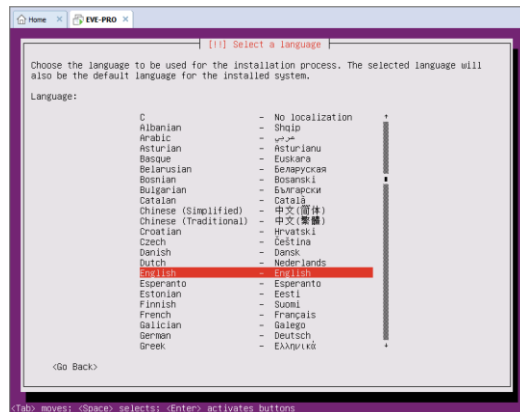 Home × EVE-PRO ×
[!!] Select a language
Choose the language to be used for the installation process. The selected language will
also be the default language for the installed system.
Language:
C - No localization
Albanian - Shqip
Arabic - عربي
Asturian - Asturianu
Basque - Euskara
Belarusian - Беларуская
Bosnian - Bosanski
Bulgarian - Български
Catalan - Català
Chinese (Simplified) - 中文(简体)
Chinese (Traditional) - 中文(繁體)
Croatian - Hrvatski
Czech - Čeština
Danish - Dansk
Dutch - Nederlands
English - English
Esperanto - Esperanto
Estonian - Eesti
Finnish - Suomi
French - Français
Galician - Galego
German - Deutsch
Greek - Ελληνικά
<Go Back>
<Tab> moves; <Space> selects; <Enter> activates buttons